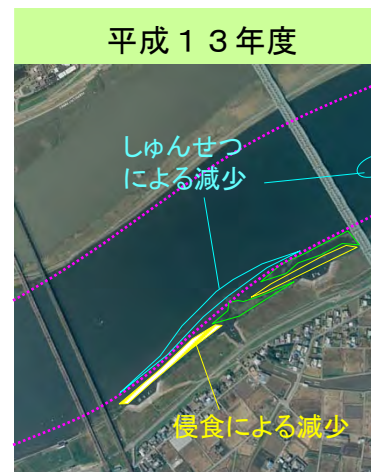 平成１３年度
しゅんせつ
による減少
侵食による減少